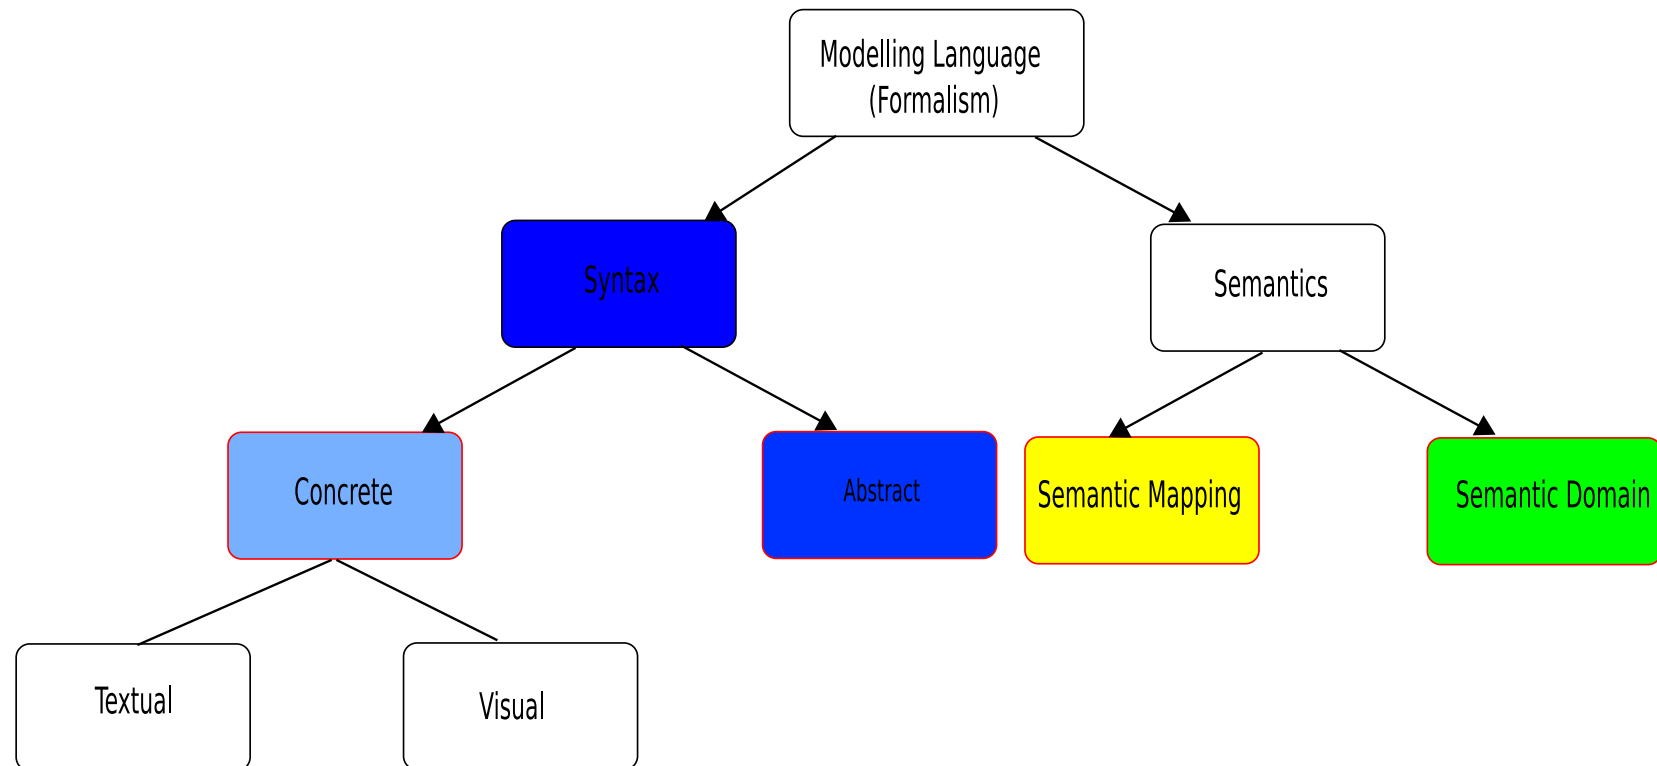 Modelling Language
(Formalism)
Syntax
Semantics
Concrete
Abstract
Semantic Mapping
Semantic Domain
Textual
Visual